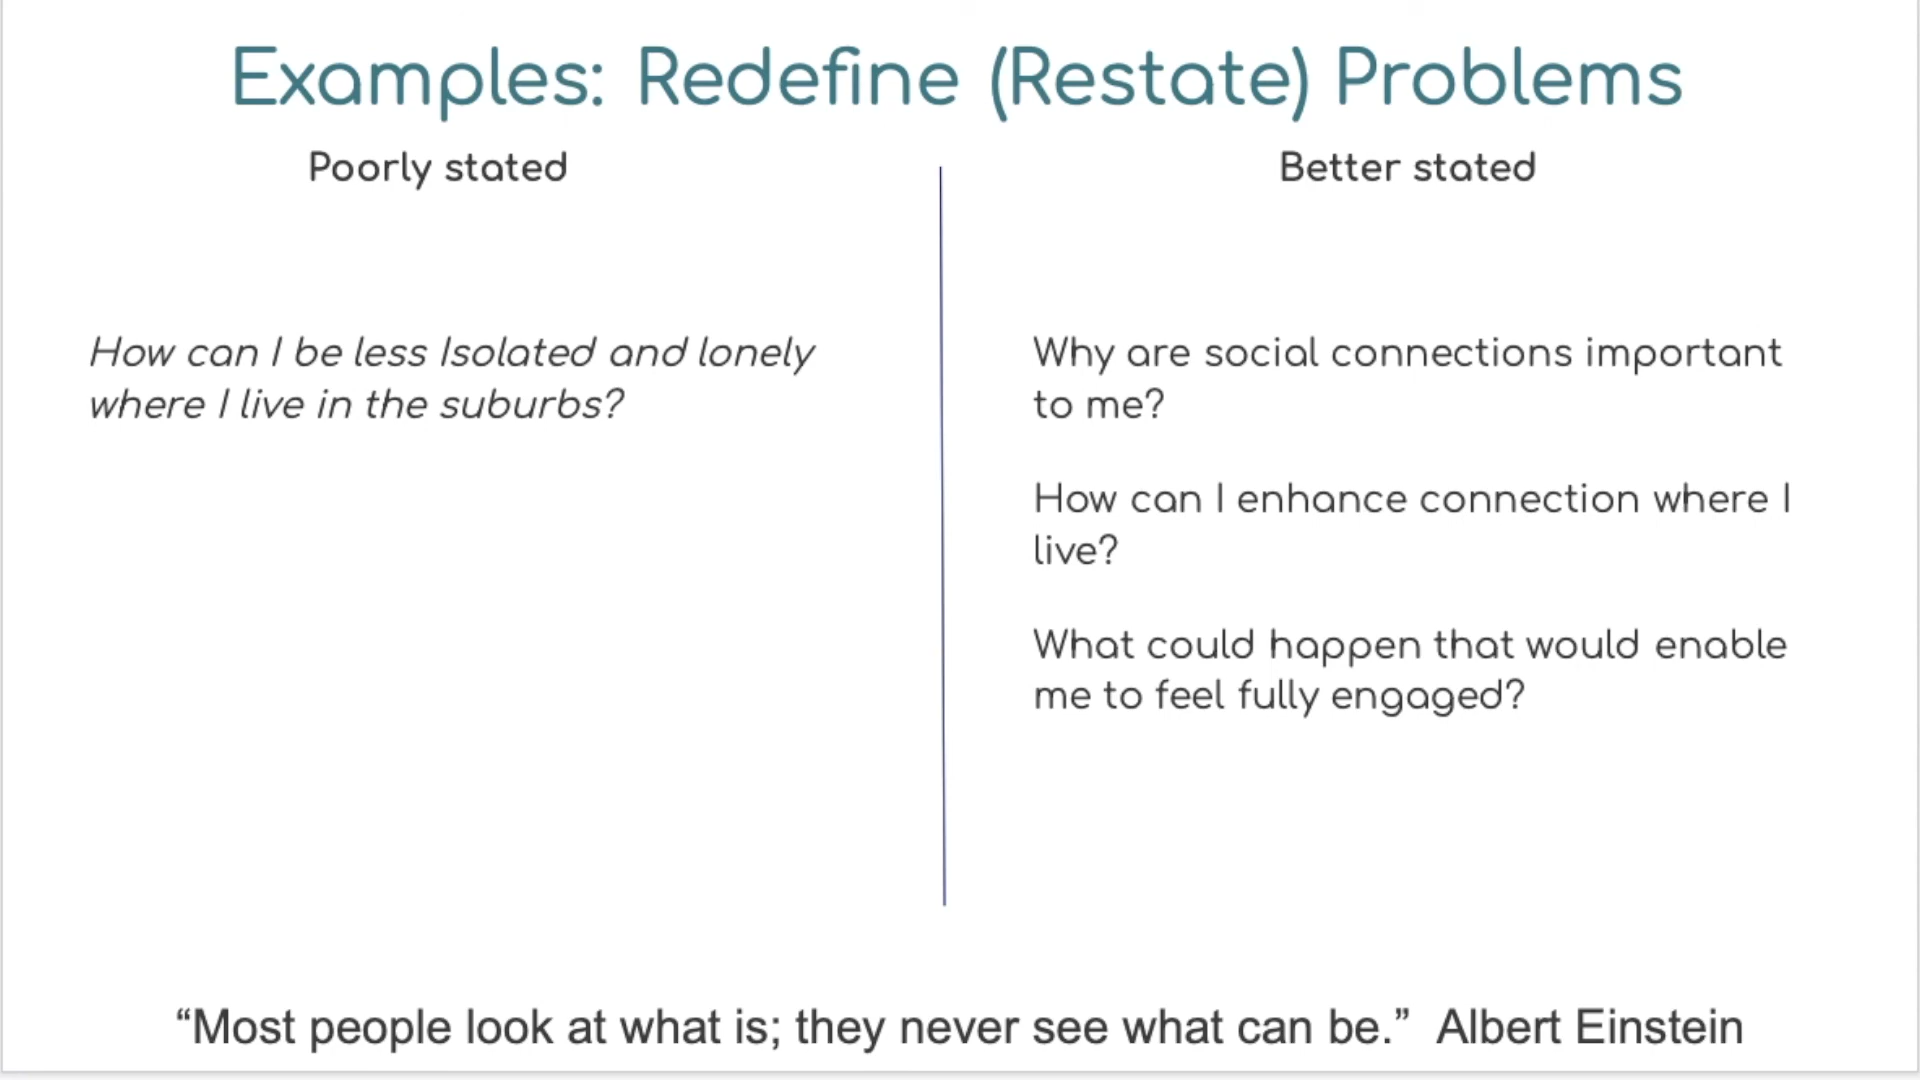 Examples: Redefine (Restate) Problems
Poorly stated
How can I be less Isolated and lonely
where I live in the suburbs?
Better stated
Why are social connections important
to me?
How can I enhance connection where I
live?
What could happen that would enable
me to feel fully engaged?
“Most people look at what is; they never see what can be.”  Albert Einstein